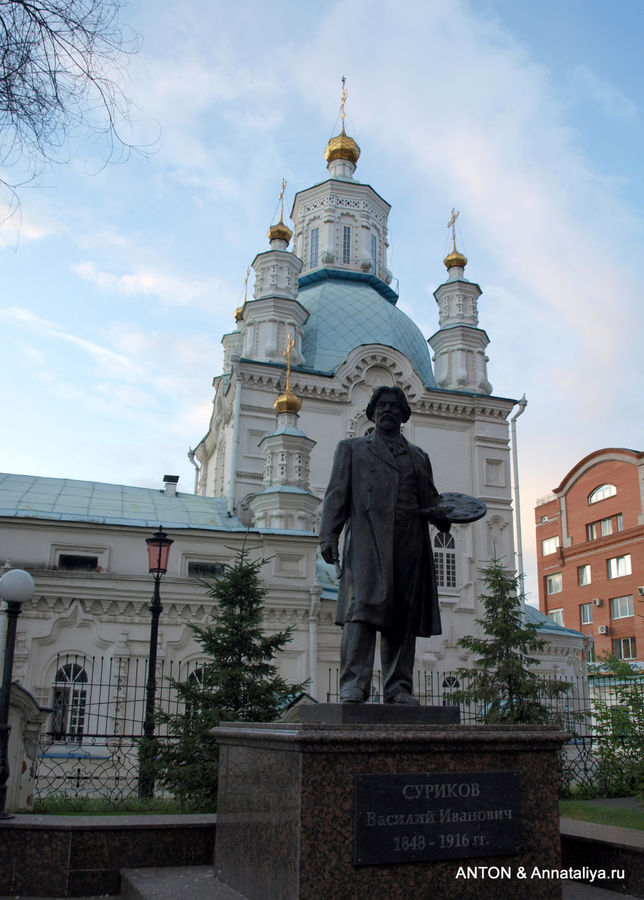 СУРИКОВ
Василий Иванович
1848 - 1916 гг.
ANTON & Annataliya.ru